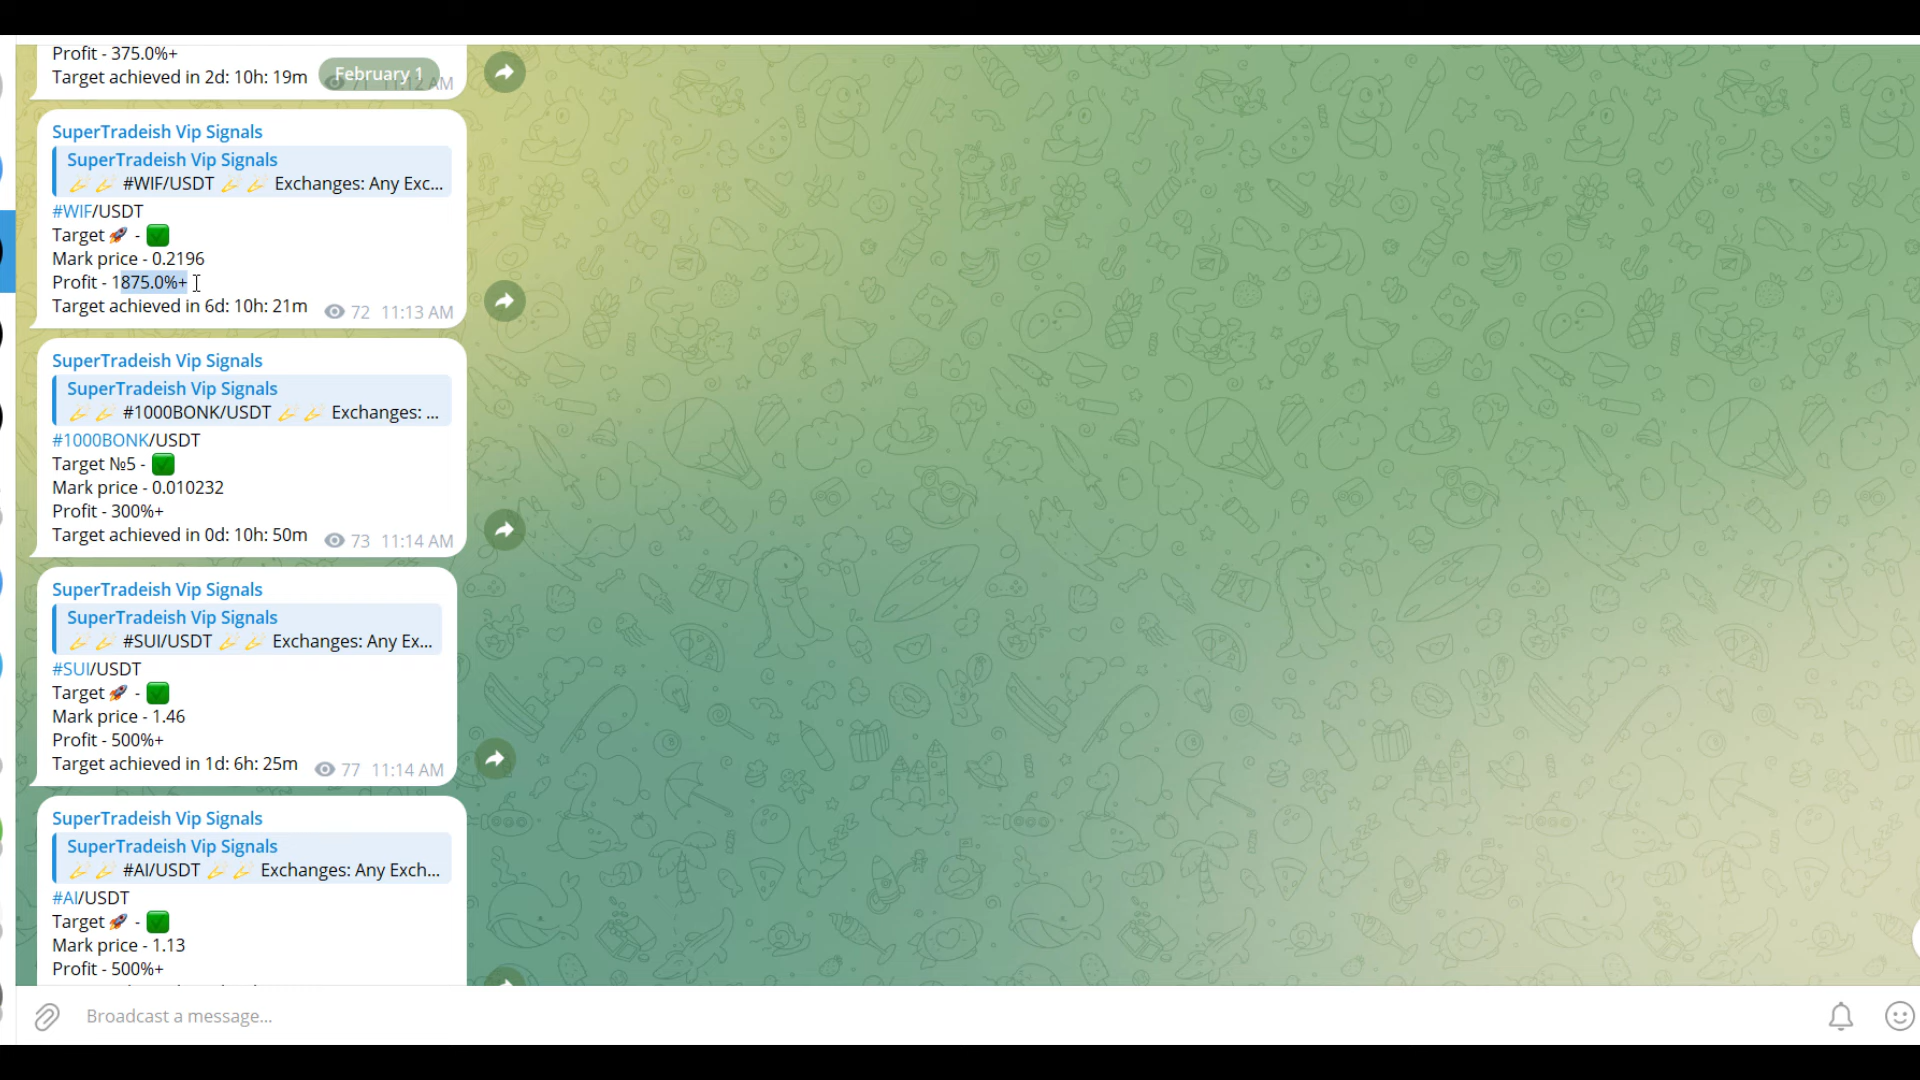 Profit - 375.0%+
Target achieved in 2d: 10h: 19m
February 1
71 11:12 AM
SuperTradeish Vip Signals
SuperTradeish Vip Signals
#WIF/USDT Exchanges: Any Exc...
#WIF/USDT
Target 🚀 - ✅
Mark price - 0.2196
Profit - 1875.0%+
Target achieved in 6d: 10h: 21m
72 11:13 AM
SuperTradeish Vip Signals
SuperTradeish Vip Signals
#1000BONK/USDT Exchanges: ...
#1000BONK/USDT
Target №5 - ✅
Mark price - 0.010232
Profit - 300%+
Target achieved in 0d: 10h: 50m
73 11:14 AM
SuperTradeish Vip Signals
SuperTradeish Vip Signals
#SUI/USDT Exchanges: Any Ex...
#SUI/USDT
Target 🚀 - ✅
Mark price - 1.46
Profit - 500%+
Target achieved in 1d: 6h: 25m
77 11:14 AM
SuperTradeish Vip Signals
SuperTradeish Vip Signals
#AI/USDT Exchanges: Any Exch...
#AI/USDT
Target 🚀 - ✅
Mark price - 1.13
Profit - 500%+
Broadcast a message...